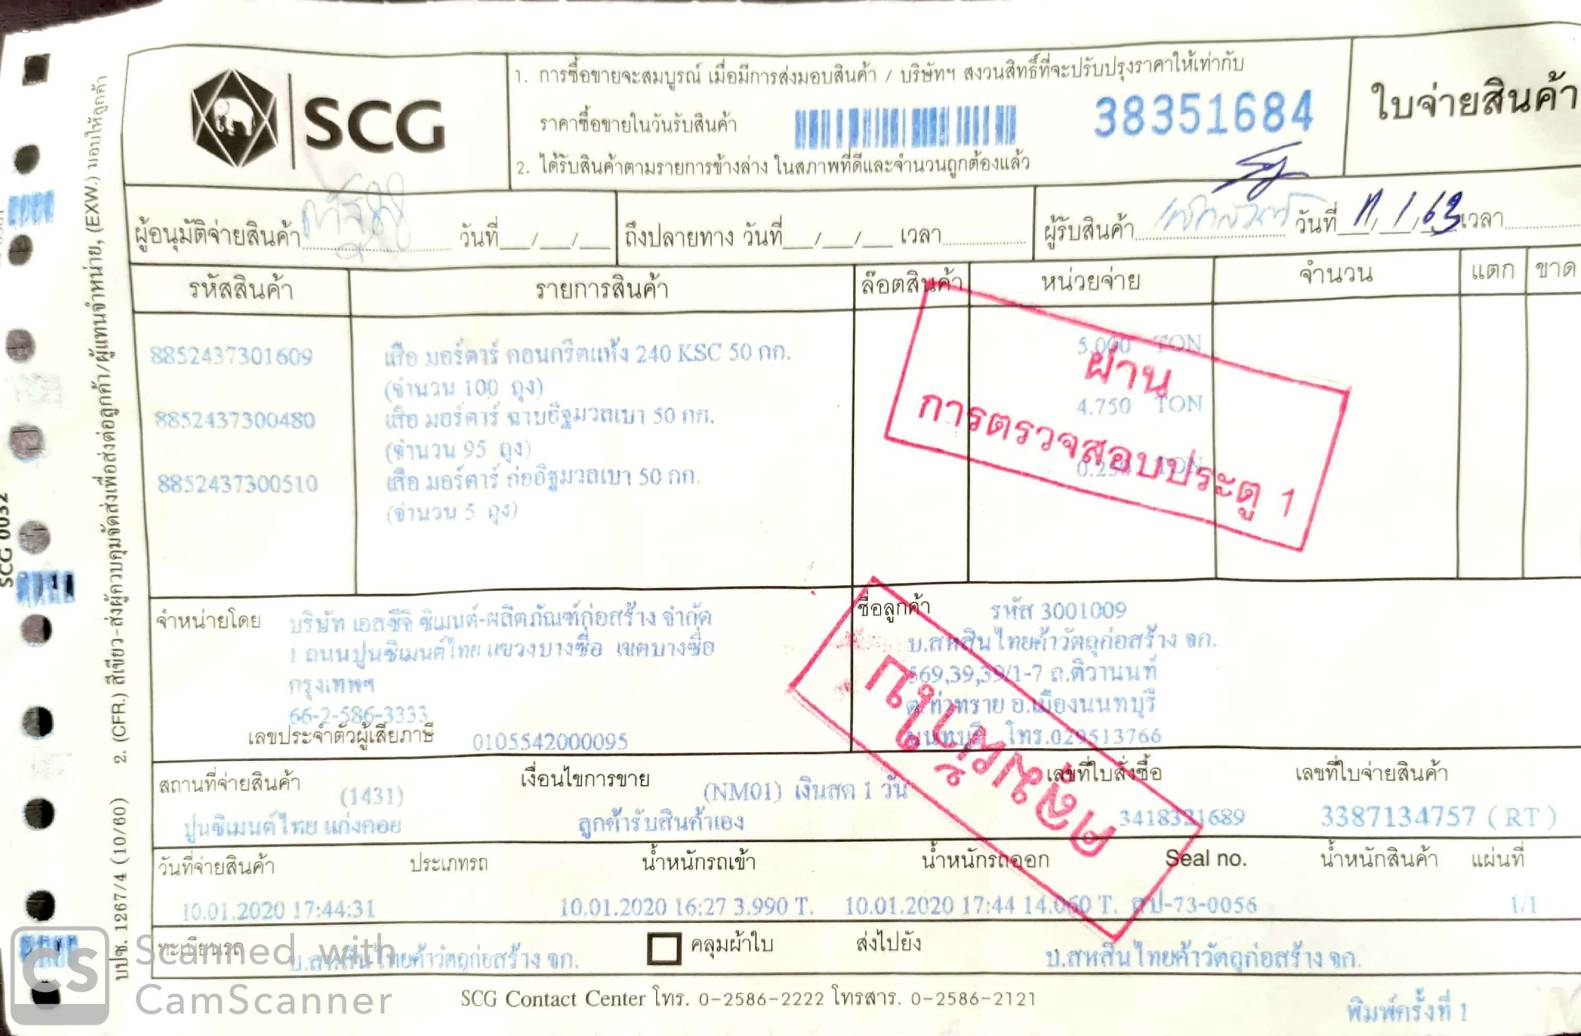 SCG
1. การซื้อขายจะสมบูรณ์ เมื่อมีการส่งมอบสินค้า / บริษัทฯ สงวนสิทธิ์ที่จะปรับปรุงราคาให้เท่ากับ
ราคาซื้อขายในวันรับสินค้า
38351684
2. ได้รับสินค้าตามรายการข้างล่าง ในสภาพที่ดีและจำนวนถูกต้องแล้ว
ใบจ่ายสินค้า
ผู้อนุมัติจ่ายสินค้า วันที่ / / ถึงปลายทาง วันที่ / / เวลา ผู้รับสินค้า วันที่ 11/1/63 เวลา
รหัสสินค้า รายการสินค้า ล๊อตสินค้า หน่วยจ่าย จำนวน แตก ขาด
8852437301609 เสือ มอร์ตาร์ คอนกรีตแห้ง 240 KSC 50 กก. 5.000 TON
(จำนวน 100 ถุง)
8852437300480 เสือ มอร์ตาร์ ฉาบอิฐมวลเบา 50 กก. 4.750 TON
(จำนวน 95 ถุง)
8852437300510 เสือ มอร์ตาร์ ก่ออิฐมวลเบา 50 กก. 0.250 TON
(จำนวน 5 ถุง)
ผ่าน
การตรวจสอบประตู 1
จำหน่ายโดย บริษัท เอสซีจี ซิเมนต์-ผลิตภัณฑ์ก่อสร้าง จำกัด
1 ถนนปูนซิเมนต์ไทย แขวงบางซื่อ เขตบางซื่อ
กรุงเทพฯ
66-2-586-3333
เลขประจำตัวผู้เสียภาษี 0105542000095
ชื่อลูกค้า รหัส 3001009
บ.สหสินไทยค้าวัตถุก่อสร้าง จก.
569,39,39/1-7 ถ.ติวานนท์
ต.ท่าทราย อ.เมืองนนทบุรี
นนทบุรี โทร.029513766
สถานที่จ่ายสินค้า (1431)
ปูนซิเมนต์ไทย แก่งคอย
เงื่อนไขการขาย (NM01) เงินสด 1 วัน
ลูกค้ารับสินค้าเอง
เลขที่ใบสั่งซื้อ
3418321689
เลขที่ใบจ่ายสินค้า
3387134757 (RT)
วันที่จ่ายสินค้า ประเภทรถ น้ำหนักรถเข้า น้ำหนักรถออก Seal no. น้ำหนักสินค้า แผ่นที่
10.01.2020 17:44:31 10.01.2020 16:27 3.990 T. 10.01.2020 17:44 14.060 T. สป-73-0056 1/1
ทะเบียนรถ บ.สหสินไทยค้าวัตถุก่อสร้าง จก. คลุมผ้าใบ ส่งไปยัง บ.สหสินไทยค้าวัตถุก่อสร้าง จก.
SCG Contact Center โทร. 0-2586-2222 โทรสาร. 0-2586-2121
พิมพ์ครั้งที่ 1
บปซ. 1267/4 (10/60) 2. (CFR.) สีเขียว-ส่งผู้ควบคุมจัดส่งเพื่อส่งต่อลูกค้า/ผู้แทนจำหน่าย, (EXW.) มอบให้ลูกค้า
SCG 0032
CS Scanned with
CamScanner